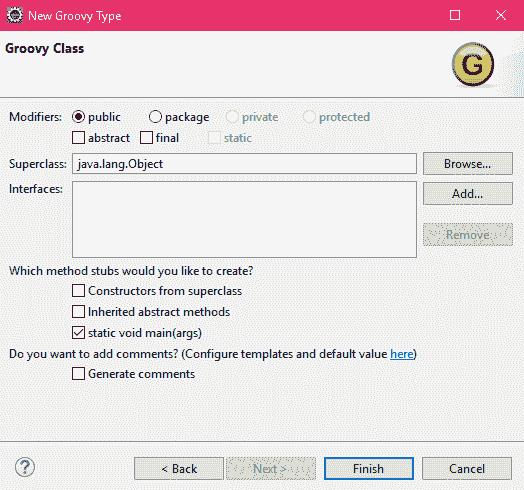 New Groovy Type
Groovy Class
G
Modifiers: public package private protected
abstract final static
Superclass: java.lang.Object Browse...
Interfaces: Add...
Remove
Which method stubs would you like to create?
Constructors from superclass
Inherited abstract methods
static void main(args)
Do you want to add comments? (Configure templates and default value here)
Generate comments
? < Back Next > Finish Cancel